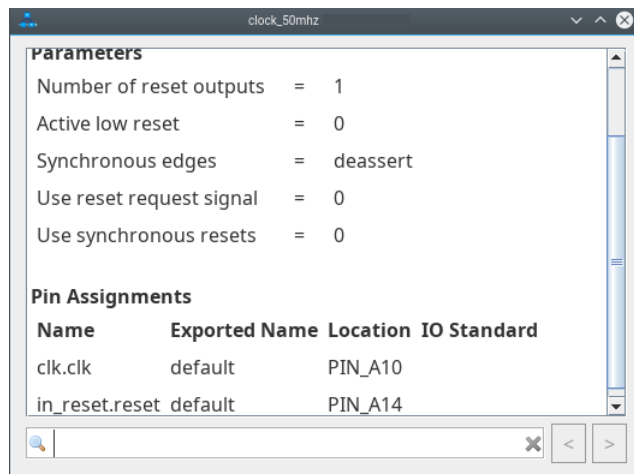 clock_50mhz
Parameters
Number of reset outputs = 1
Active low reset = 0
Synchronous edges = deassert
Use reset request signal = 0
Use synchronous resets = 0
Pin Assignments
Name Exported Name Location IO Standard
clk.clk default PIN_A10
in_reset.reset default PIN_A14
< >